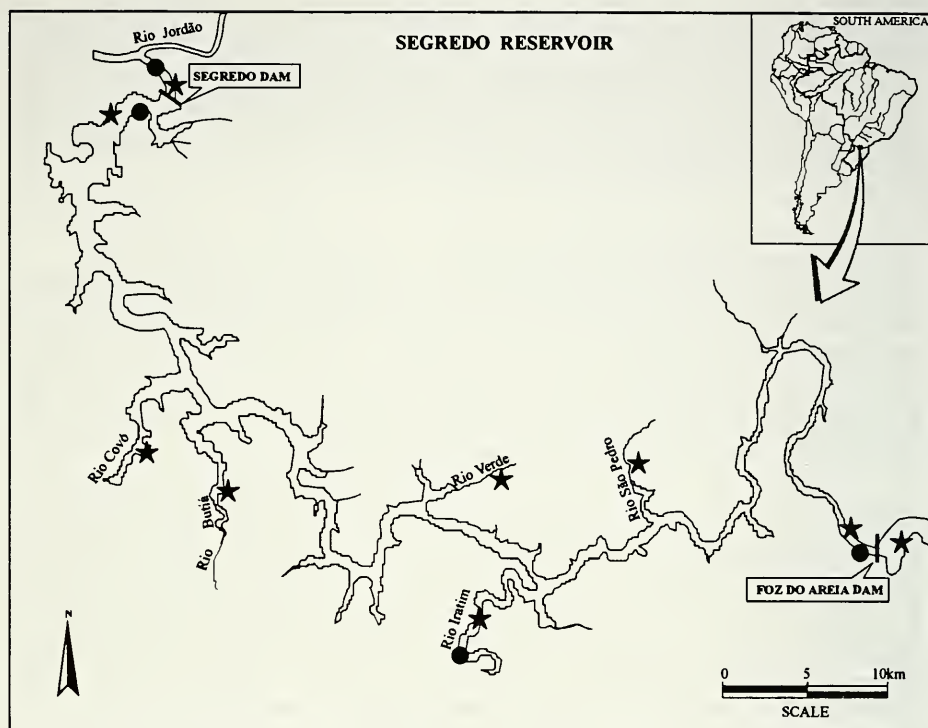 SOUTH AMERICA
Rio Jordão
SEGREDO RESERVOIR
SEGREDO DAM
Rio Covó
Rio Butiá
Rio Verde
Rio São Pedro
Rio Iratim
FOZ DO AREIA DAM
N
0 5 10km
SCALE